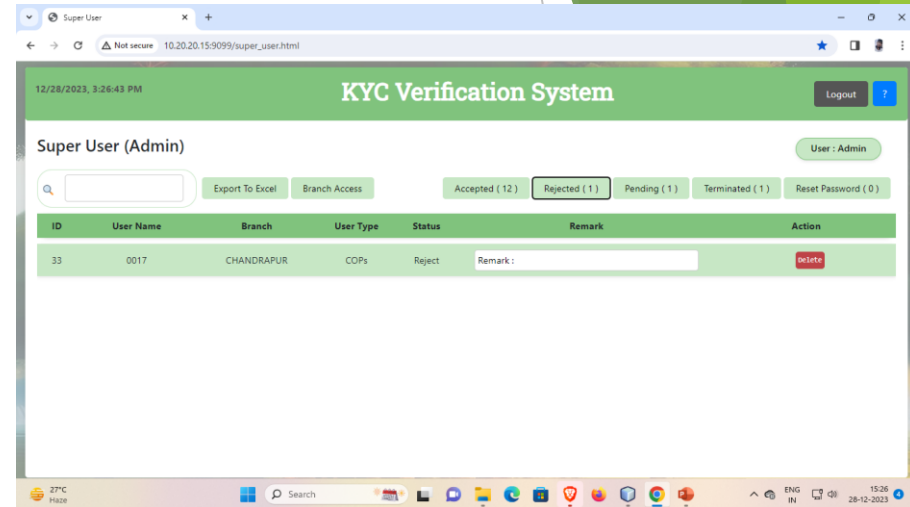 Super User
Not secure 10.20.20.15:9099/super_user.html
12/28/2023, 3:26:43 PM KYC Verification System Logout ?
Super User (Admin) User : Admin
Export To Excel Branch Access Accepted ( 12 ) Rejected ( 1 ) Pending ( 1 ) Terminated ( 1 ) Reset Password ( 0 )
ID User Name Branch User Type Status Remark Action
33 0017 CHANDRAPUR COPs Reject Remark : Delete
27°C Search ENG 15:26
Haze IN 28-12-2023